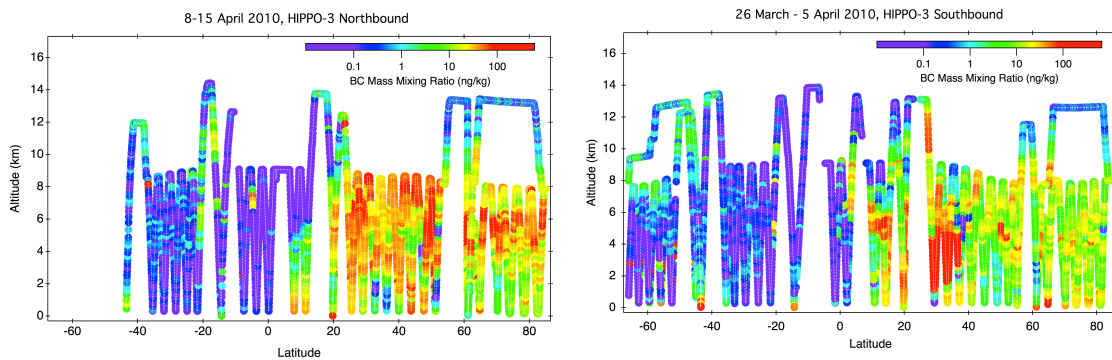 8-15 April 2010, HIPPO-3 Northbound
16
14
12
10
8
6
4
2
0
Altitude (km)
0.1 1 10 100
BC Mass Mixing Ratio (ng/kg)
-60 -40 -20 0 20 40 60 80
Latitude
26 March - 5 April 2010, HIPPO-3 Southbound
16
14
12
10
8
6
4
2
0
Altitude (km)
0.1 1 10 100
BC Mass Mixing Ratio (ng/kg)
-60 -40 -20 0 20 40 60 80
Latitude